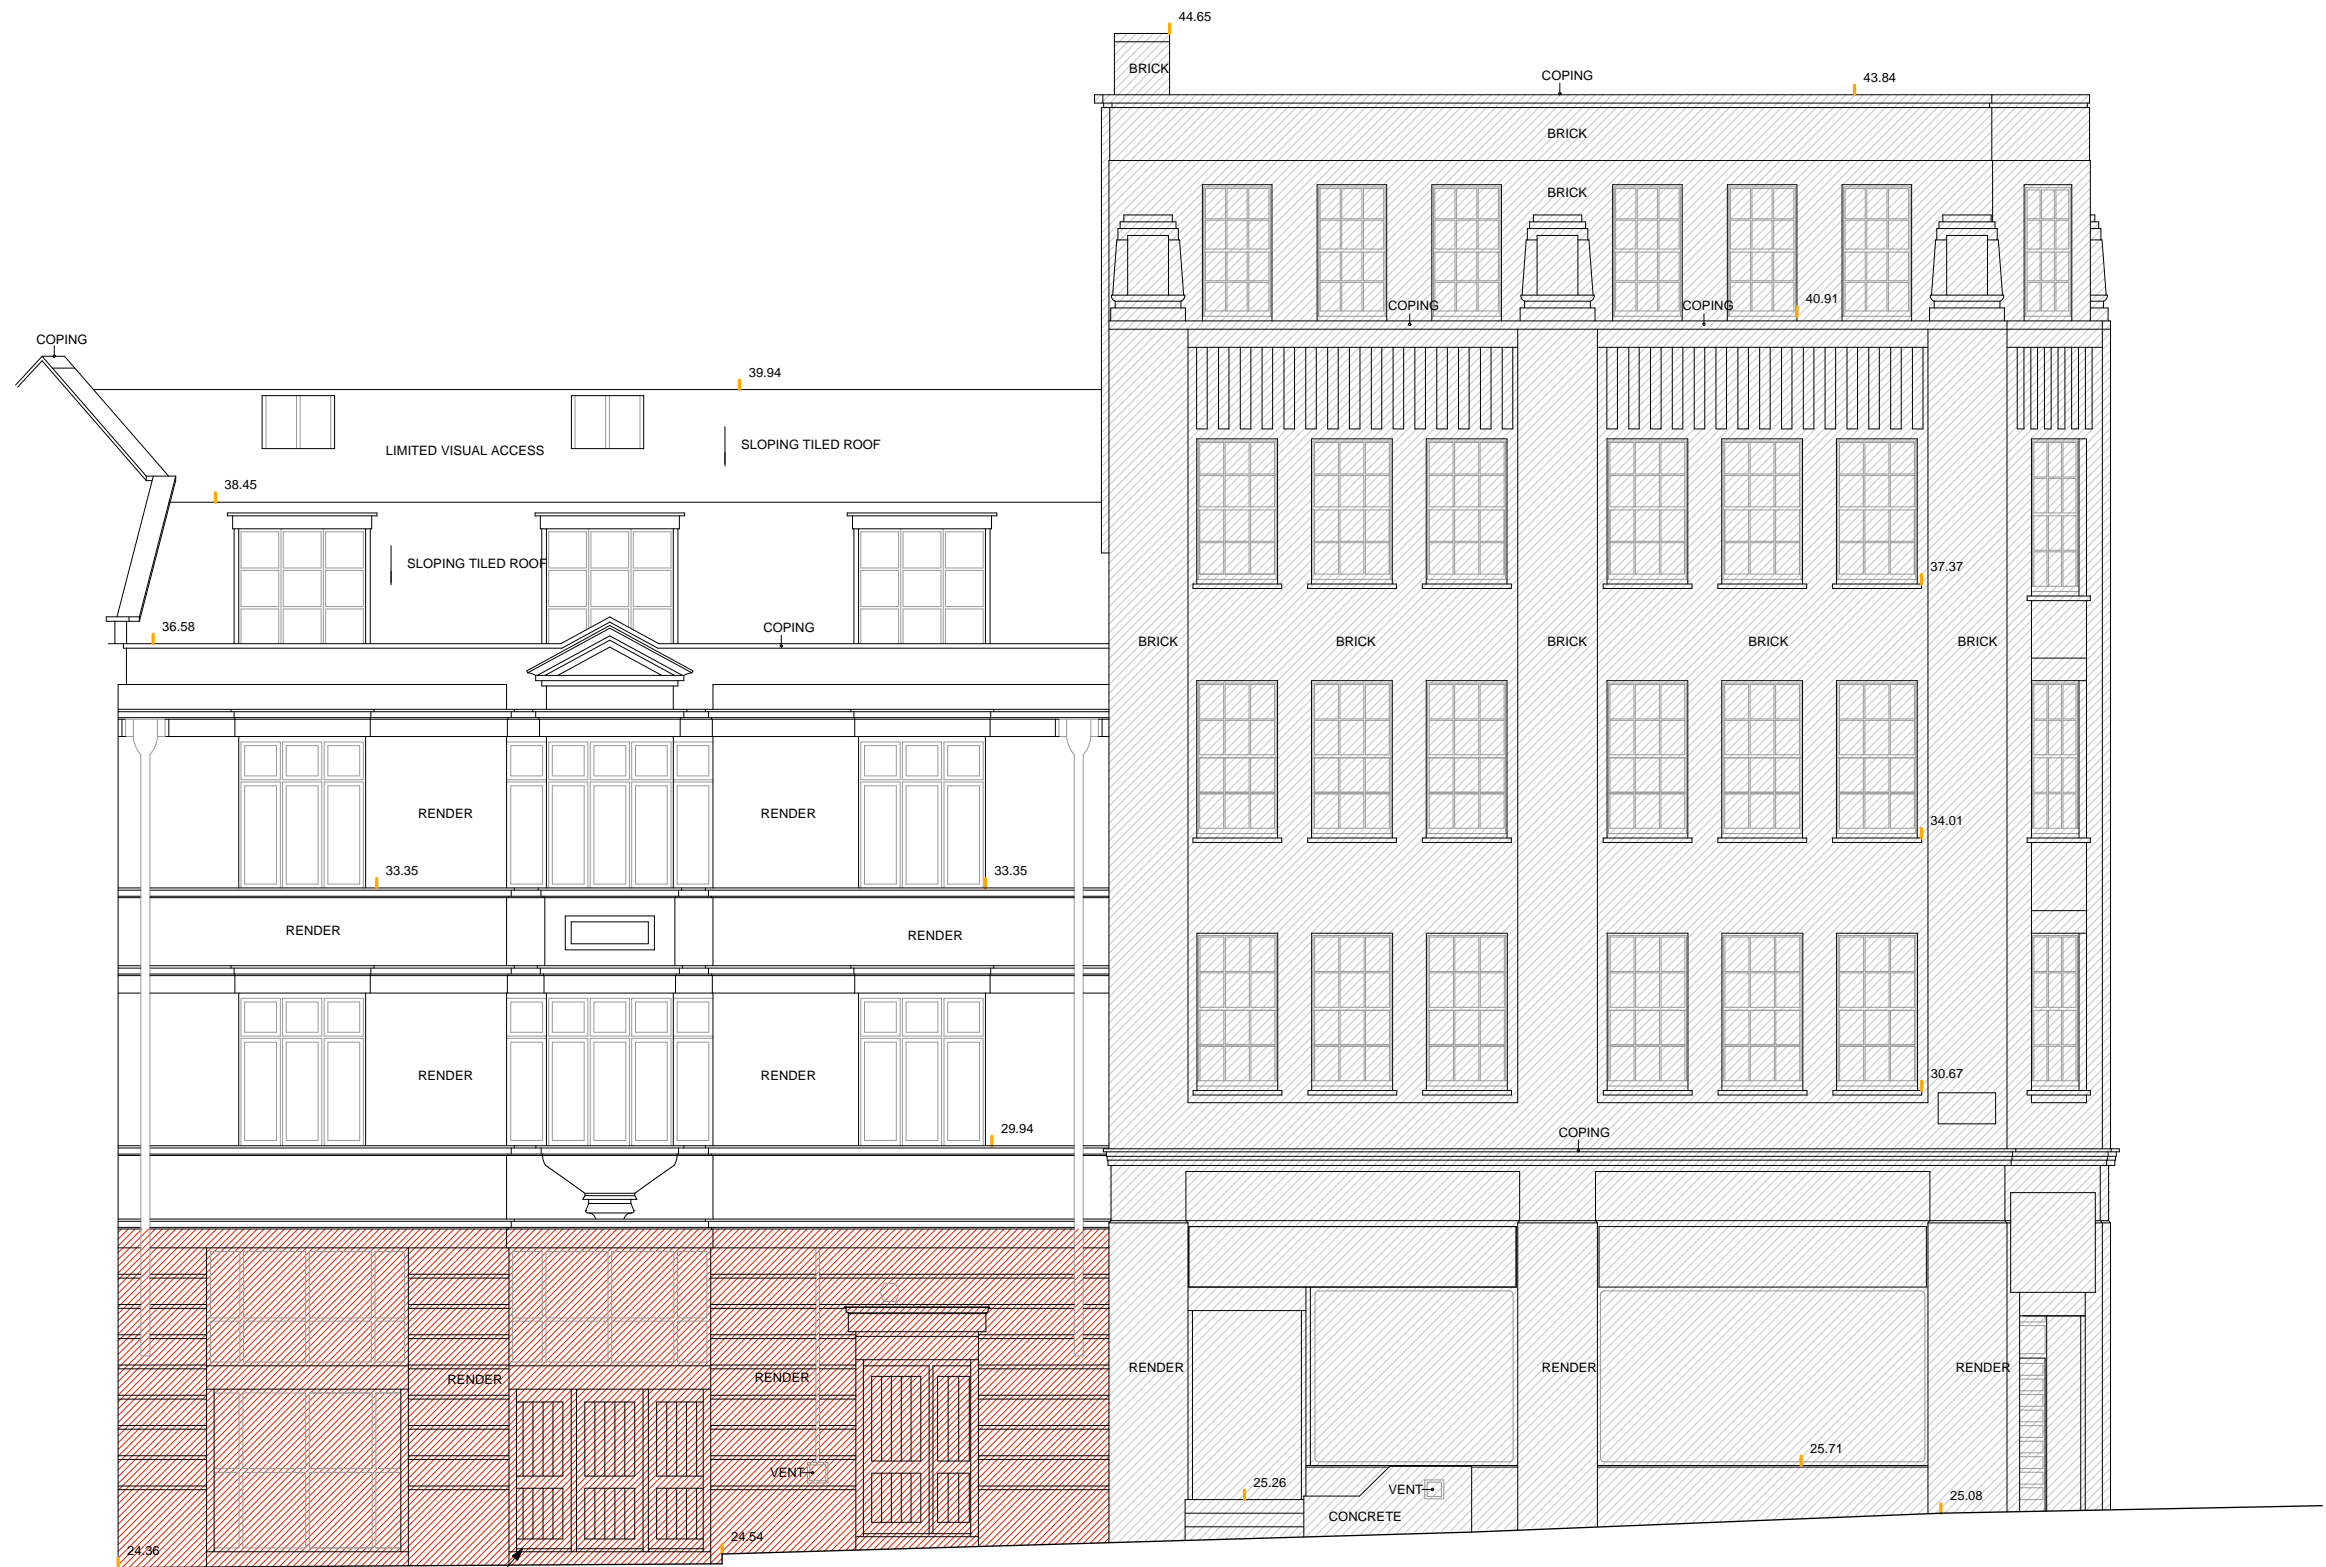 44.65
BRICK
COPING
43.84
BRICK
BRICK
COPING
COPING
40.91
COPING
39.94
LIMITED VISUAL ACCESS
SLOPING TILED ROOF
38.45
SLOPING TILED ROOF
37.37
36.58
COPING
BRICK
BRICK
BRICK
BRICK
BRICK
RENDER
RENDER
34.01
33.35
33.35
RENDER
RENDER
RENDER
RENDER
30.67
29.94
COPING
RENDER
RENDER
RENDER
RENDER
RENDER
25.71
VENT
25.26
VENT
25.08
CONCRETE
24.54
24.36